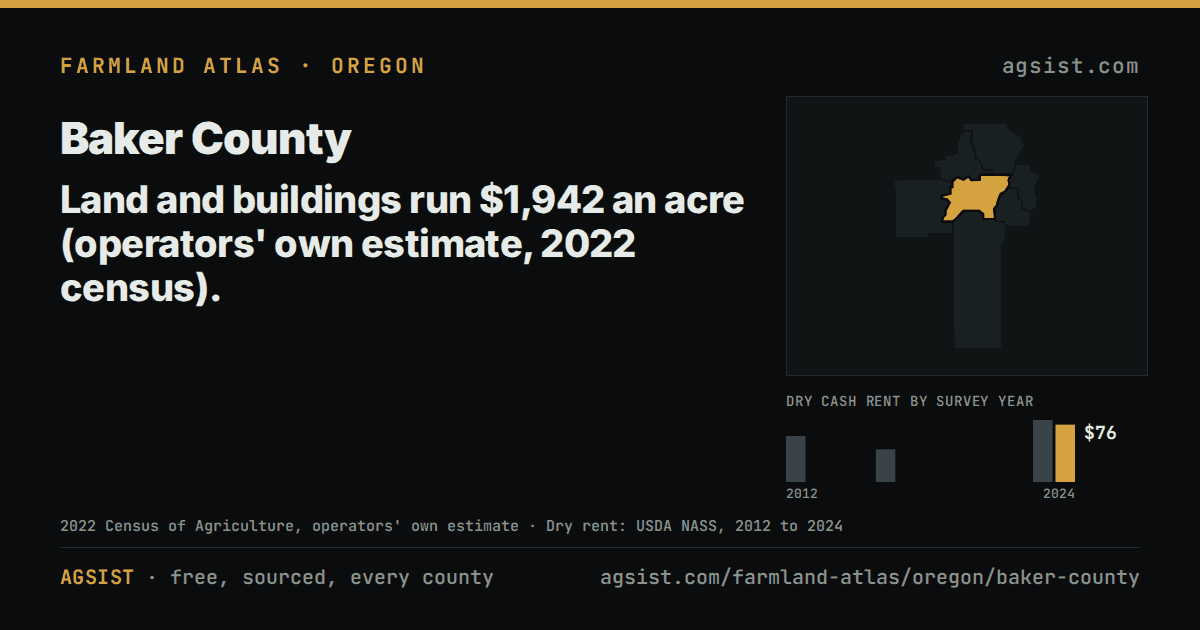 FARMLAND ATLAS · OREGON
agsist.com
Baker County
Land and buildings run $1,942 an acre
(operators' own estimate, 2022
census).
DRY CASH RENT BY SURVEY YEAR
$76
2012
2024
2022 Census of Agriculture, operators' own estimate · Dry rent: USDA NASS, 2012 to 2024
AGSIST · free, sourced, every county
agsist.com/farmland-atlas/oregon/baker-county